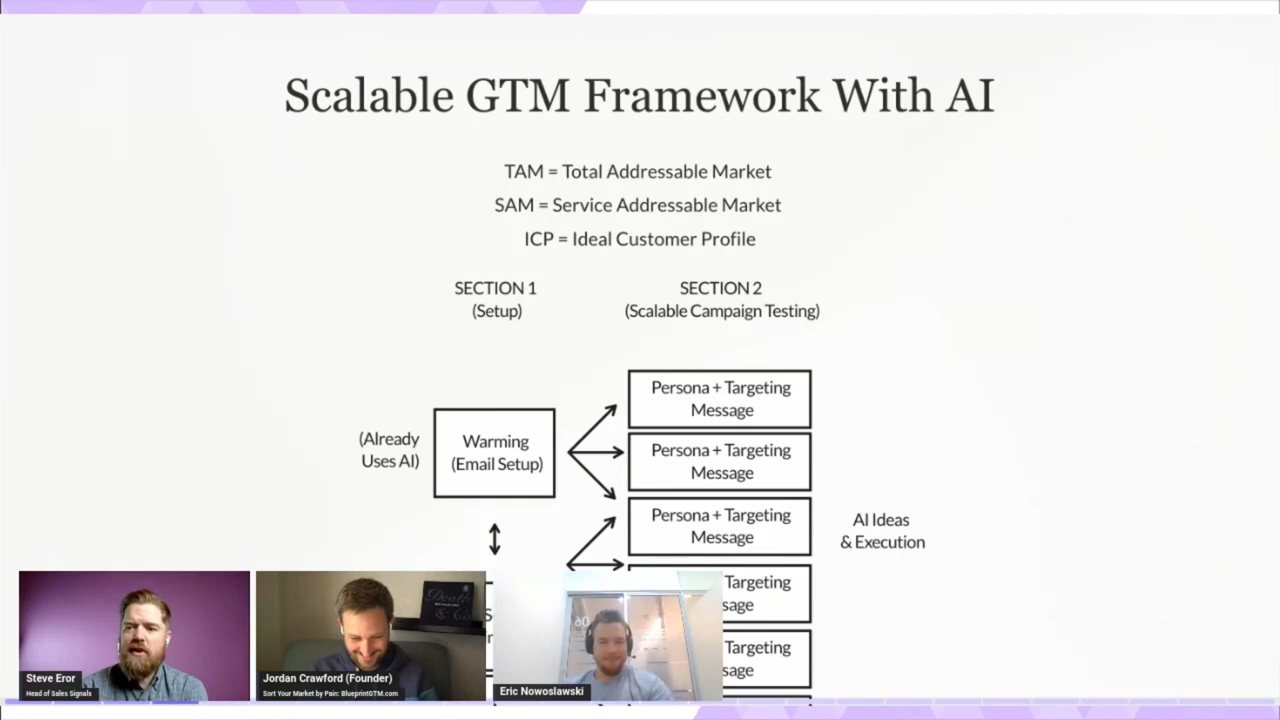 Scalable GTM Framework With AI
TAM = Total Addressable Market
SAM = Service Addressable Market
ICP = Ideal Customer Profile
SECTION 1
(Setup)
SECTION 2
(Scalable Campaign Testing)
(Already
Uses AI)
Warming
(Email Setup)
Persona + Targeting
Message
Persona + Targeting
Message
Persona + Targeting
Message
AI Ideas
& Execution
Targeting
Targeting
Death
& Co
Steve Eror
Head of Sales Signals
Jordan Crawford (Founder)
Sort Your Market by Pain: BlueprintGTM.com
Eric Nowoslawski